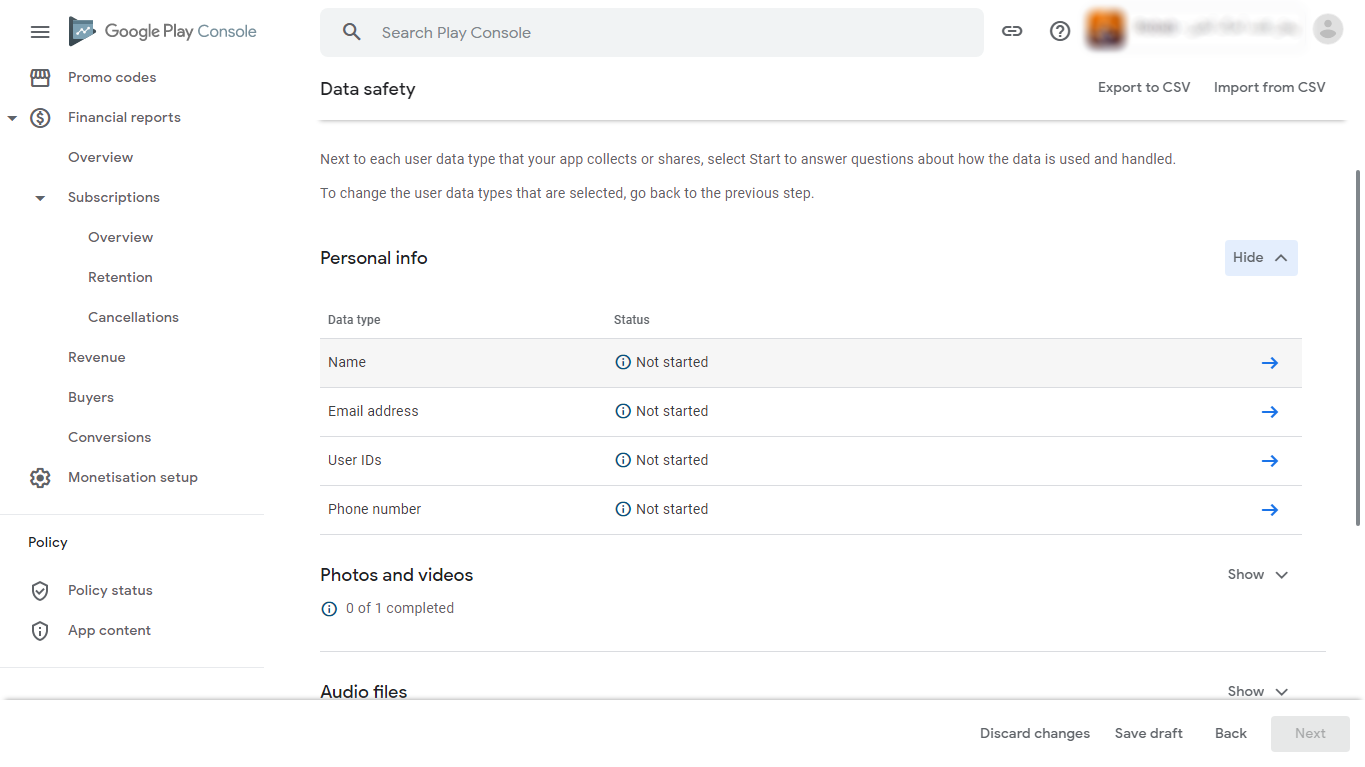 Google Play Console
Search Play Console
Promo codes
Financial reports
Overview
Subscriptions
Overview
Retention
Cancellations
Revenue
Buyers
Conversions
Monetisation setup
Policy
Policy status
App content
Data safety
Export to CSV
Import from CSV
Next to each user data type that your app collects or shares, select Start to answer questions about how the data is used and handled.
To change the user data types that are selected, go back to the previous step.
Personal info
Hide
Data type Status
Name Not started
Email address Not started
User IDs Not started
Phone number Not started
Photos and videos
Show
0 of 1 completed
Audio files
Show
Discard changes
Save draft
Back
Next